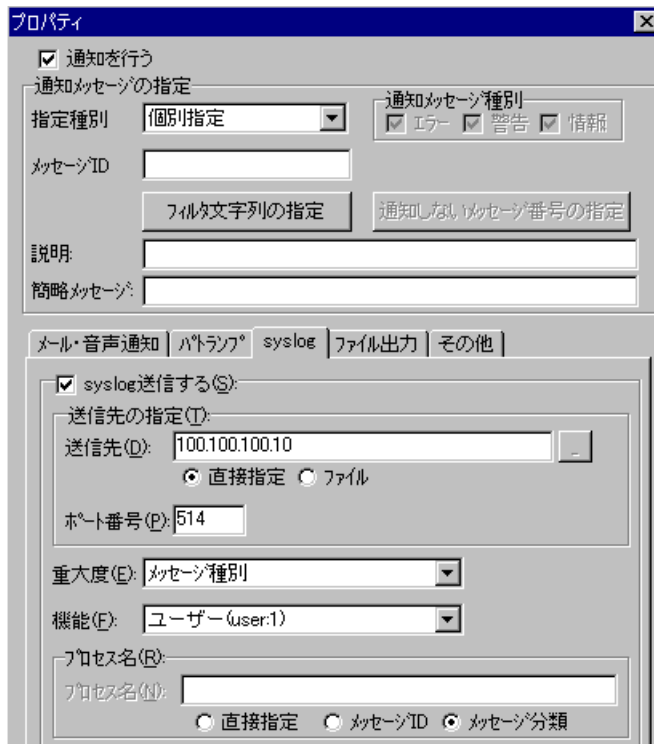 プロパティ
通知を行う
通知メッセージの指定
指定種別 個別指定
通知メッセージ種別
エラー 警告 情報
メッセージID
フィルタ文字列の指定 通知しないメッセージ番号の指定
説明:
簡略メッセージ:
メール・音声通知 パトランプ syslog ファイル出力 その他
syslog送信する(S):
送信先の指定(T):
送信先(D): 100.100.100.10 _
直接指定 ファイル
ポート番号(P): 514
重大度(E): メッセージ種別
機能(F): ユーザー(user:1)
プロセス名(R):
プロセス名(N):
直接指定 メッセージID メッセージ分類